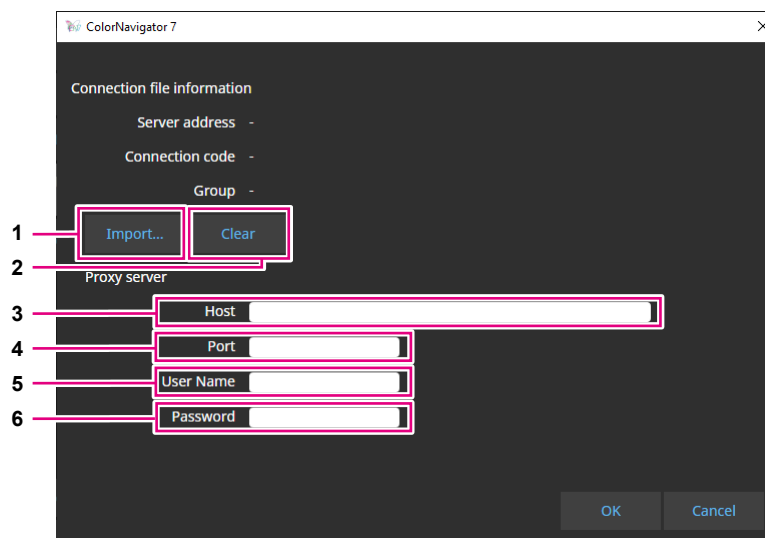 ColorNavigator 7
Connection file information
Server address -
Connection code -
Group -
1 Import... Clear
2
Proxy server
3 Host
4 Port
5 User Name
6 Password
OK Cancel